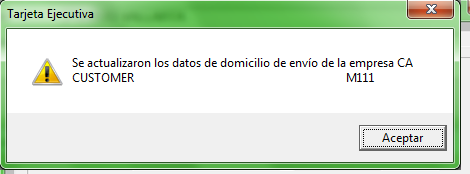 Tarjeta Ejecutiva
Se actualizaron los datos de domicilio de envío de la empresa CA
CUSTOMER M111
Aceptar